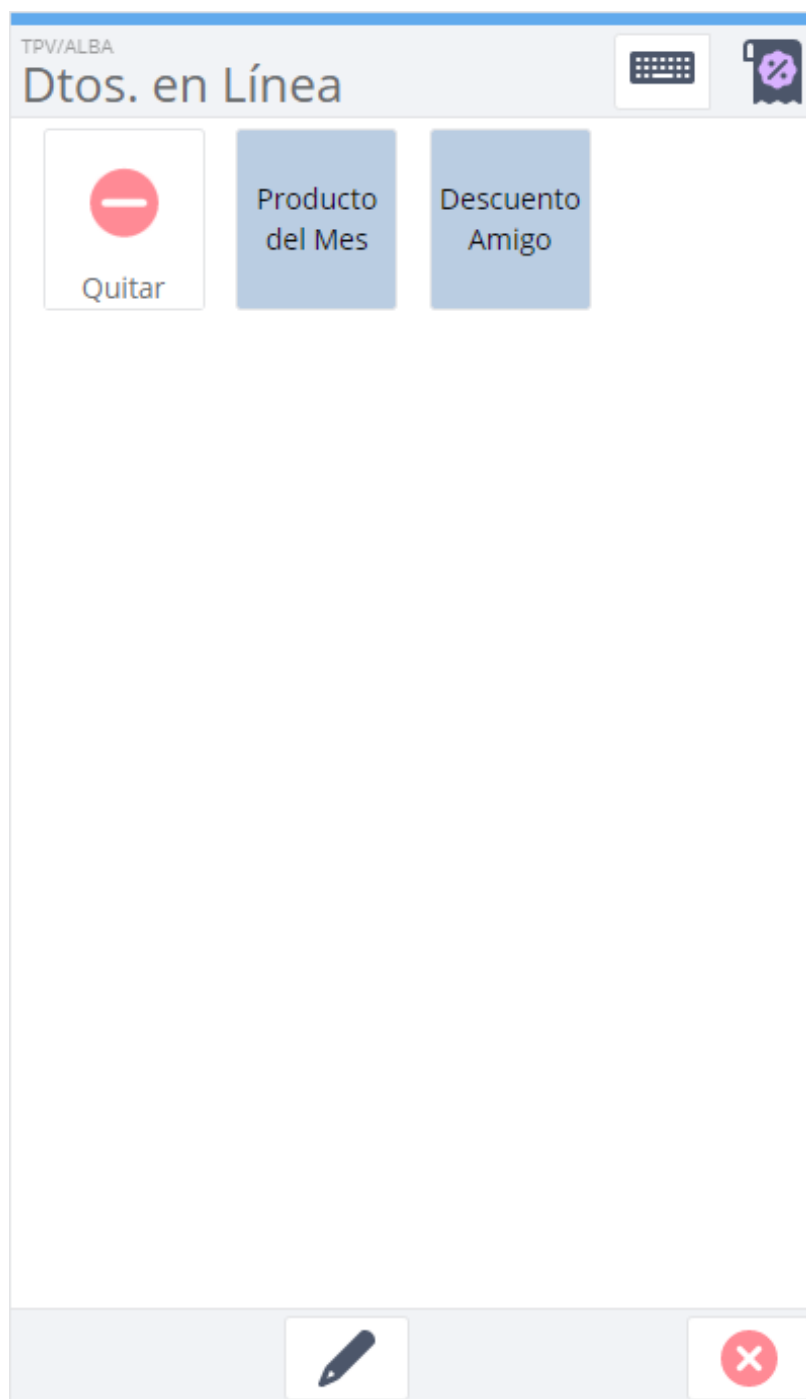 TPV/ALBA
Dtos. en Línea
Quitar
Producto
del Mes
Descuento
Amigo